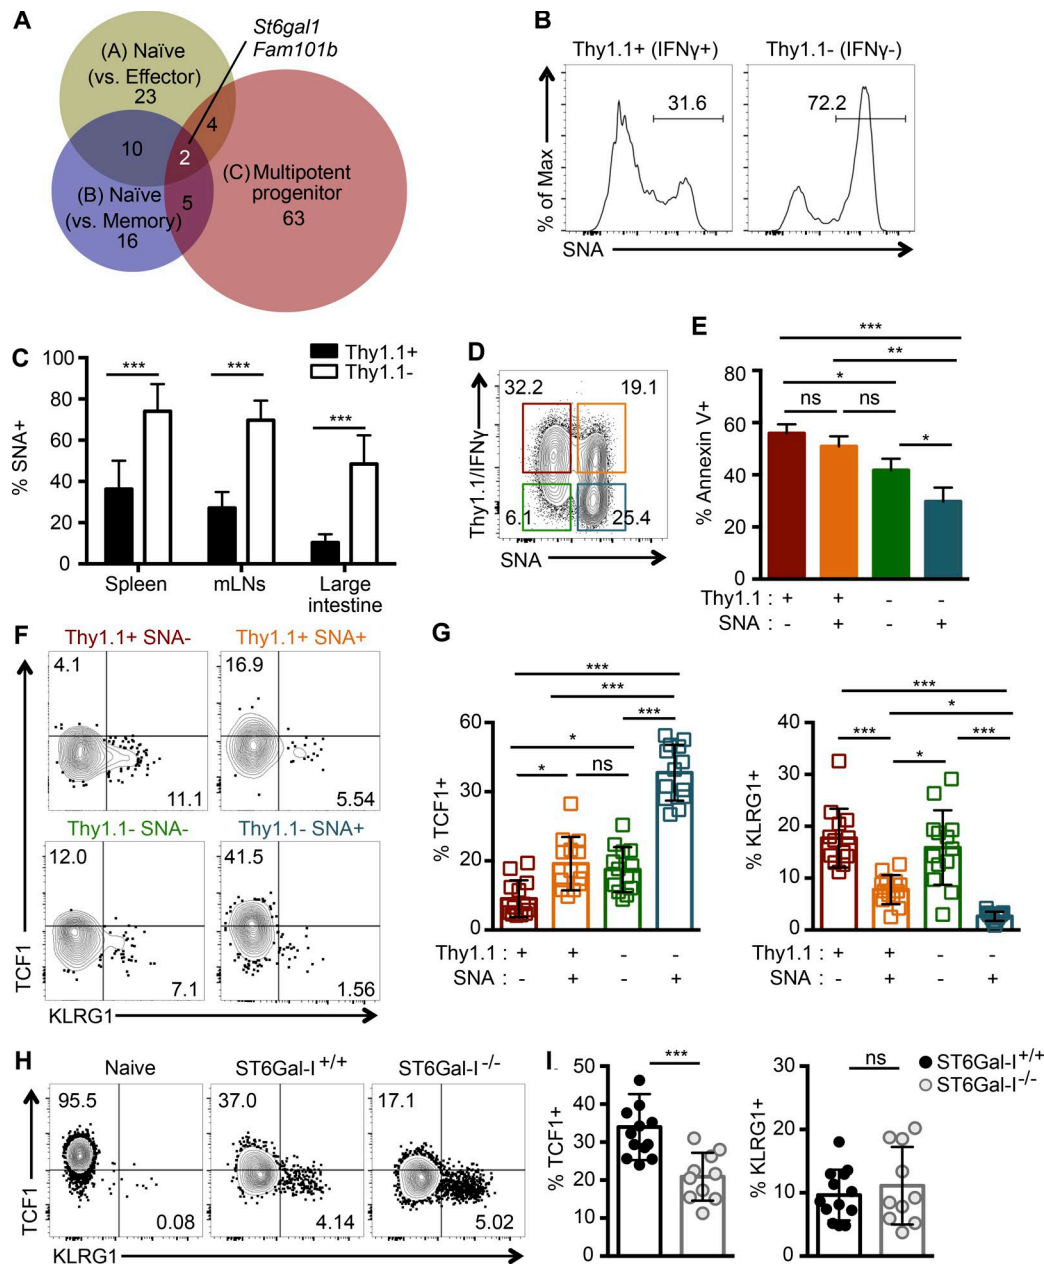 A
St6gal1
Fam101b
(A) Naïve
(vs. Effector)
23
4
10
2
(C) Multipotent
progenitor
63
(B) Naïve
(vs. Memory)
16
5
B
Thy1.1+ (IFNγ+)
Thy1.1- (IFNγ-)
31.6
72.2
% of Max
SNA
C
100
80
60
40
20
0
% SNA+
***
***
***
Thy1.1+
Thy1.1-
Spleen
mLNs
Large
intestine
D
32.2
19.1
6.1
25.4
Thy1.1/IFNγ
SNA
E
***
**
*
ns
ns
*
80
60
40
20
0
% Annexin V+
Thy1.1 : + + - -
SNA : - + - +
F
Thy1.1+ SNA-
Thy1.1+ SNA+
4.1
11.1
16.9
5.54
Thy1.1- SNA-
Thy1.1- SNA+
12.0
7.1
41.5
1.56
TCF1
KLRG1
G
***
***
***
*
*
ns
60
30
20
0
% TCF1+
Thy1.1 : + + - -
SNA : - + - +
***
*
***
***
*
40
30
20
10
0
% KLRG1+
Thy1.1 : + + - -
SNA : - + - +
H
Naive
ST6Gal-I+/+
ST6Gal-I-/-
95.5
0.08
37.0
4.14
17.1
5.02
TCF1
KLRG1
I
***
50
40
30
20
10
0
% TCF1+
ns
30
20
10
0
% KLRG1+
ST6Gal-I+/+
ST6Gal-I-/-